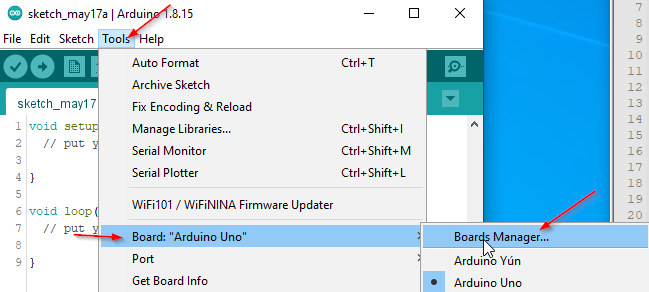 sketch_may17a | Arduino 1.8.15
File Edit Sketch Tools Help
sketch_may17
Auto Format Ctrl+T
Archive Sketch
Fix Encoding & Reload
Manage Libraries... Ctrl+Shift+I
Serial Monitor Ctrl+Shift+M
Serial Plotter Ctrl+Shift+L
WiFi101 / WiFiNINA Firmware Updater
Board: "Arduino Uno"
Port
Get Board Info
Boards Manager...
Arduino Yún
Arduino Uno
1 void setup
2 // put y
3
4 }
5
6 void loop(
7 // put y
8
9 }
7
8
9
10
11
12
13
14
15
16
17
18
19
20